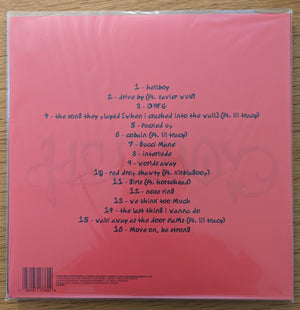 1 - hellboy
2 - drive by (ft. xavier wulf)
3 - OMFG
4 - the song they played [when i crashed into the wall] (ft. lil tracy)
5 - fucked up
6 - cobain (ft. lil tracy)
7 - Gucci Mane
8 - interlude
9 - worlds away
10 - red drop shawty (ft. kirblagoop)
11 - girls (ft. horsehead)
12 - nose ring
13 - we think too much
14 - the last thing i wanna do
15 - walk away as the door slams (ft. lil tracy)
16 - Move on, be strong